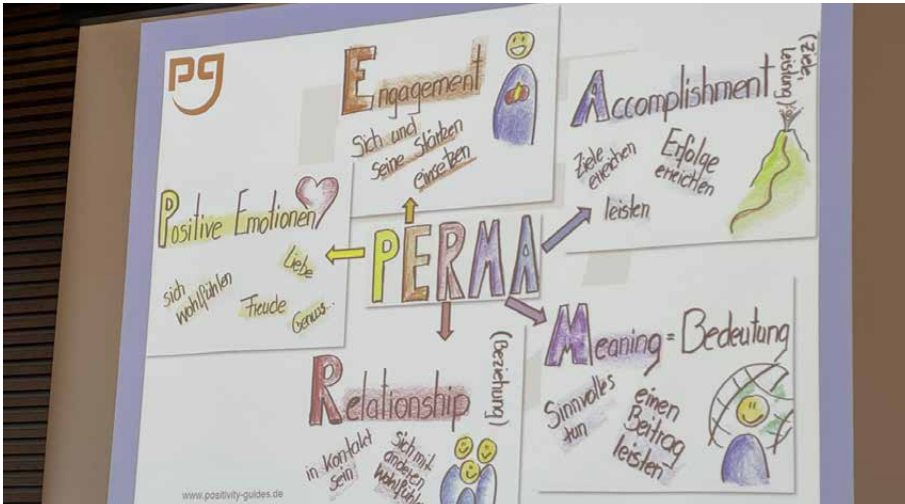 pg
Engagement
Sich und
seine Stärken
einsetzen
Accomplishment
(Ziele,
Leistung)
Ziele
erreichen
Erfolge
erreichen
leisten
Positive Emotionen
Liebe
sich
wohlfühlen
Freude
Genuss...
PERMA
Relationship
(Beziehung)
in Kontakt
sein
Sich mit
anderen
wohlfühlen
Meaning = Bedeutung
Sinnvolles
tun
einen
Beitrag
leisten
www.positivity-guides.de